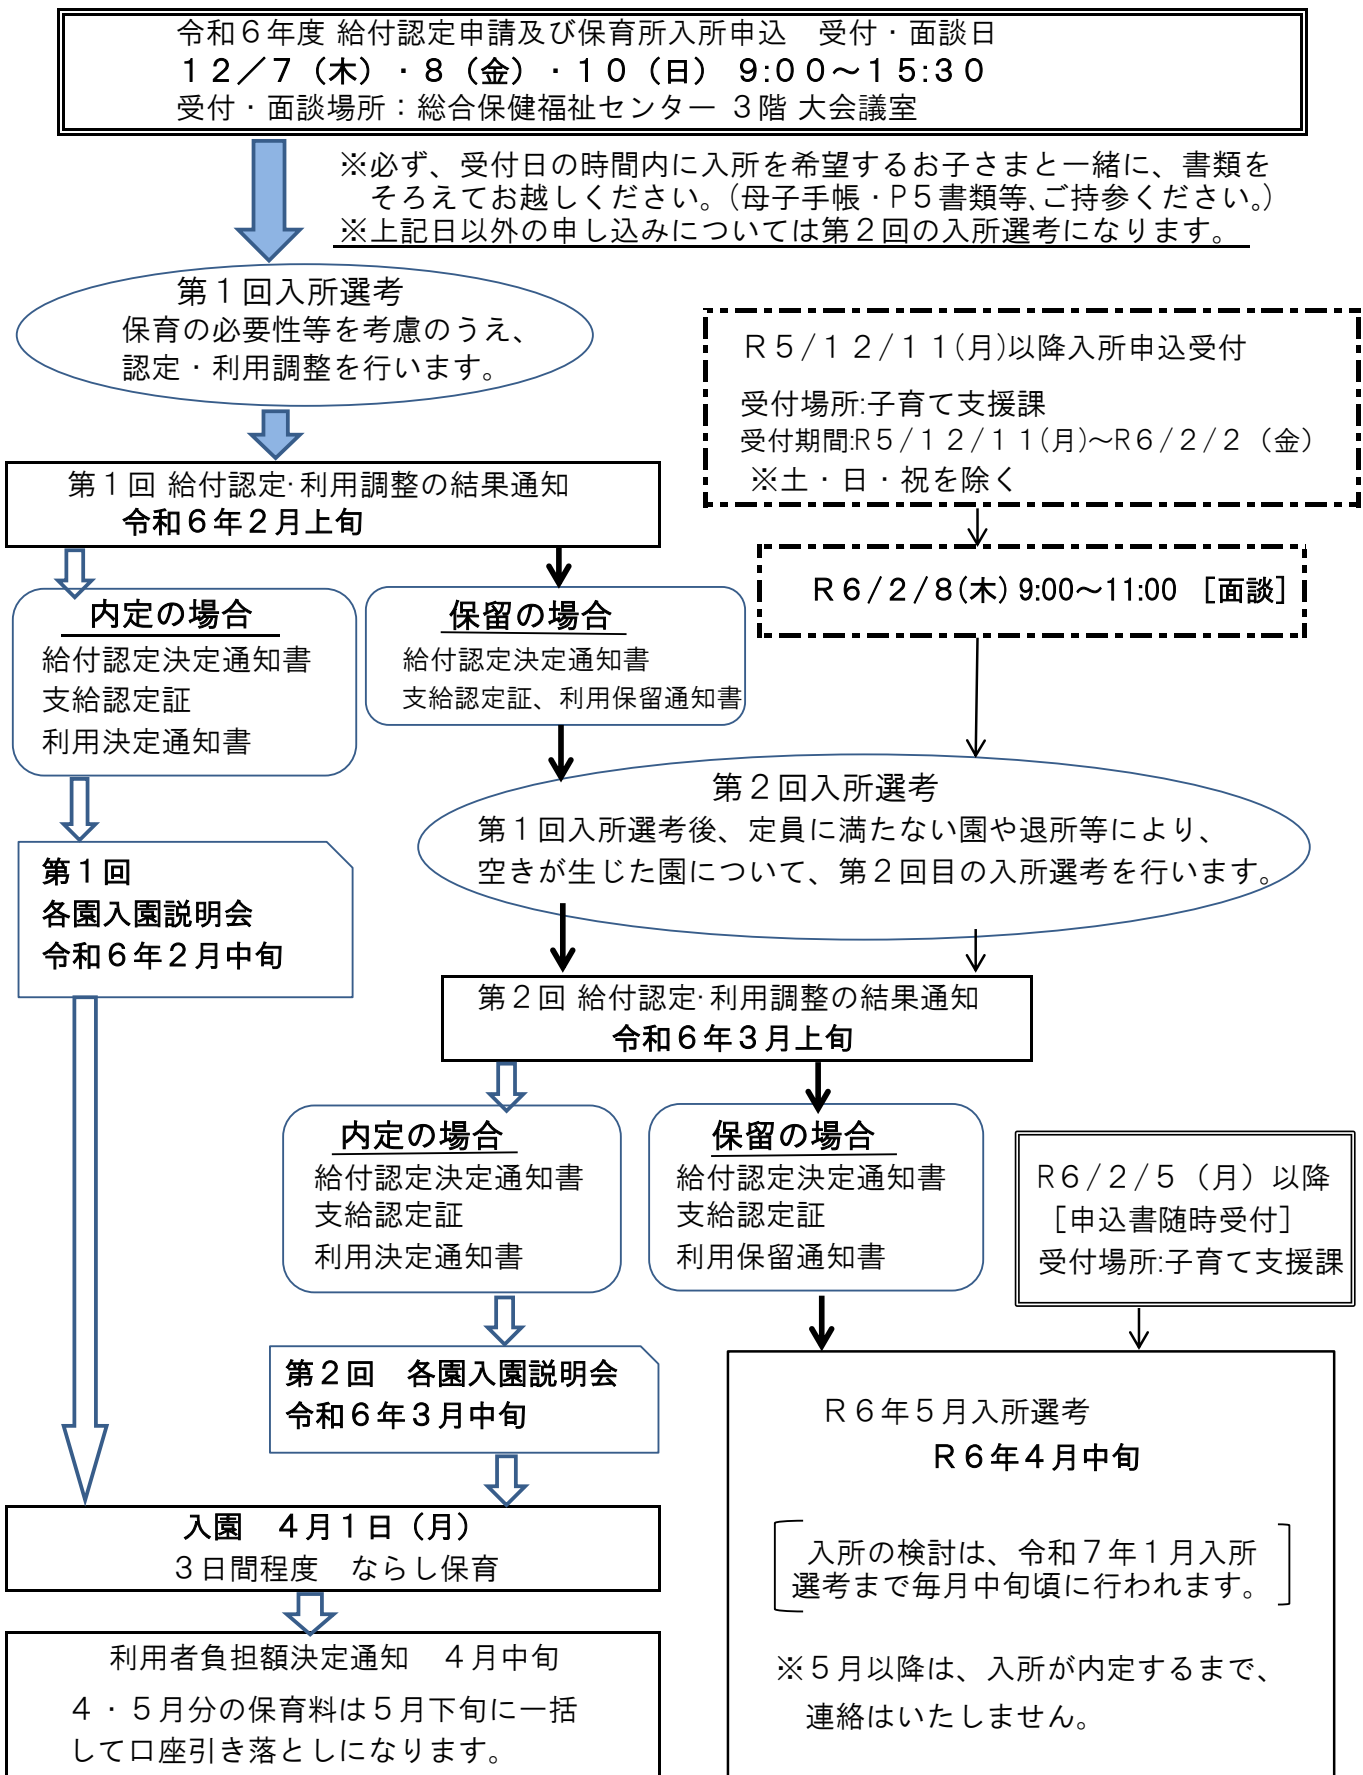 令和６年度 給付認定申請及び保育所入所申込　受付・面談日
１２／７（木）・８（金）・１０（日） 9:００～１５:３０
受付・面談場所：総合保健福祉センター ３階 大会議室
※必ず、受付日の時間内に入所を希望するお子さまと一緒に、書類を
そろえてお越しください。（母子手帳・Ｐ５書類等、ご持参ください。）
※上記日以外の申し込みについては第２回の入所選考になります。
第１回入所選考
保育の必要性等を考慮のうえ、
認定・利用調整を行います。
Ｒ５/１２/１１(月)以降入所申込受付
受付場所:子育て支援課
受付期間:Ｒ５/１２/１１(月)～Ｒ６/２/２（金）
※土・日・祝を除く
第１回 給付認定･利用調整の結果通知
令和６年２月上旬
Ｒ６/２/８(木) 9:00～11:00 ［面談］
内定の場合
給付認定決定通知書
支給認定証
利用決定通知書
保留の場合
給付認定決定通知書
支給認定証、利用保留通知書
第２回入所選考
第１回入所選考後、定員に満たない園や退所等により、
空きが生じた園について、第２回目の入所選考を行います。
第１回
各園入園説明会
令和６年２月中旬
第２回 給付認定･利用調整の結果通知
令和６年３月上旬
内定の場合
給付認定決定通知書
支給認定証
利用決定通知書
保留の場合
給付認定決定通知書
支給認定証
利用保留通知書
Ｒ６/２/５（月）以降
［申込書随時受付］
受付場所:子育て支援課
第２回　各園入園説明会
令和６年３月中旬
Ｒ６年５月入所選考
Ｒ６年４月中旬
入所の検討は、令和７年１月入所
選考まで毎月中旬頃に行われます。
※５月以降は、入所が内定するまで、
連絡はいたしません。
入園　４月１日（月）
３日間程度　ならし保育
利用者負担額決定通知　４月中旬
４・５月分の保育料は５月下旬に一括
して口座引き落としになります。